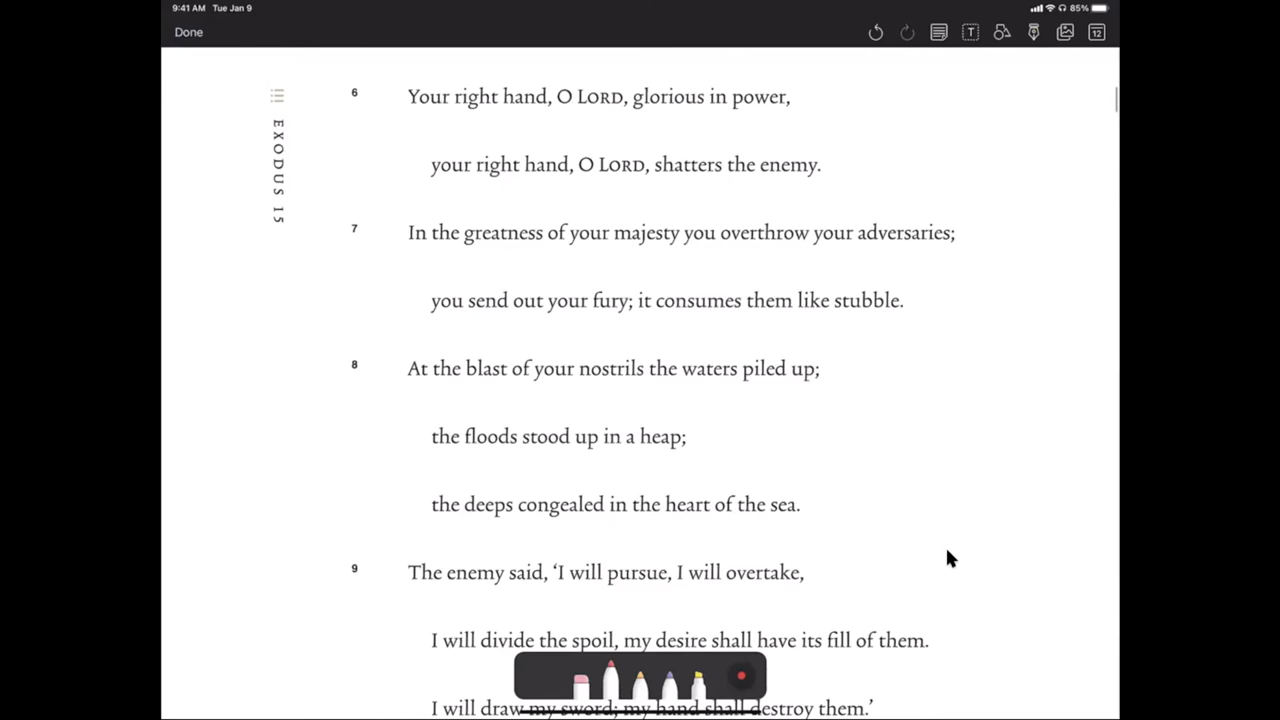 9:41 AM Tue Jan 9
85%
Done
T
12
EXODUS 15
6 Your right hand, O LORD, glorious in power,
your right hand, O LORD, shatters the enemy.
7 In the greatness of your majesty you overthrow your adversaries;
you send out your fury; it consumes them like stubble.
8 At the blast of your nostrils the waters piled up;
the floods stood up in a heap;
the deeps congealed in the heart of the sea.
9 The enemy said, ‘I will pursue, I will overtake,
I will divide the spoil, my desire shall have its fill of them.
I will draw my sword; my hand shall destroy them.’